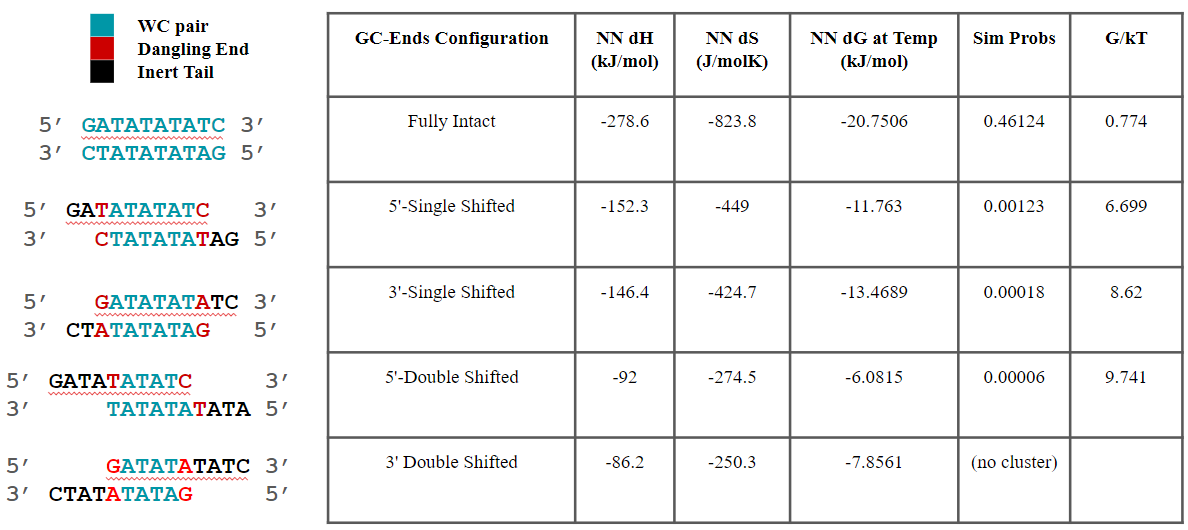 WC pair
Dangling End
Inert Tail
5′ GATATATATC 3′
3′ CTATATATAG 5′
5′ GATATATATC 3′
3′ CTATATATAG 5′
5′ GATATATATC 3′
3′ CTATATATAG 5′
5′ GATATATATC 3′
3′ TATATATATA 5′
5′ GATATATATC 3′
3′ CTATATATAG 5′
GC-Ends Configuration NN dH (kJ/mol) NN dS (J/molK) NN dG at Temp (kJ/mol) Sim Probs G/kT
Fully Intact -278.6 -823.8 -20.7506 0.46124 0.774
5'-Single Shifted -152.3 -449 -11.763 0.00123 6.699
3'-Single Shifted -146.4 -424.7 -13.4689 0.00018 8.62
5'-Double Shifted -92 -274.5 -6.0815 0.00006 9.741
3' Double Shifted -86.2 -250.3 -7.8561 (no cluster)